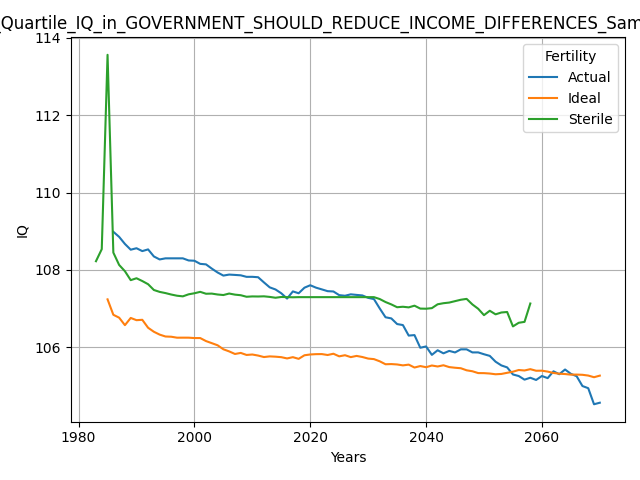 _Quartile_IQ_in_GOVERNMENT_SHOULD_REDUCE_INCOME_DIFFERENCES_Sam
114
112
110
108
106
IQ
Fertility
Actual
Ideal
Sterile
1980
2000
2020
2040
2060
Years